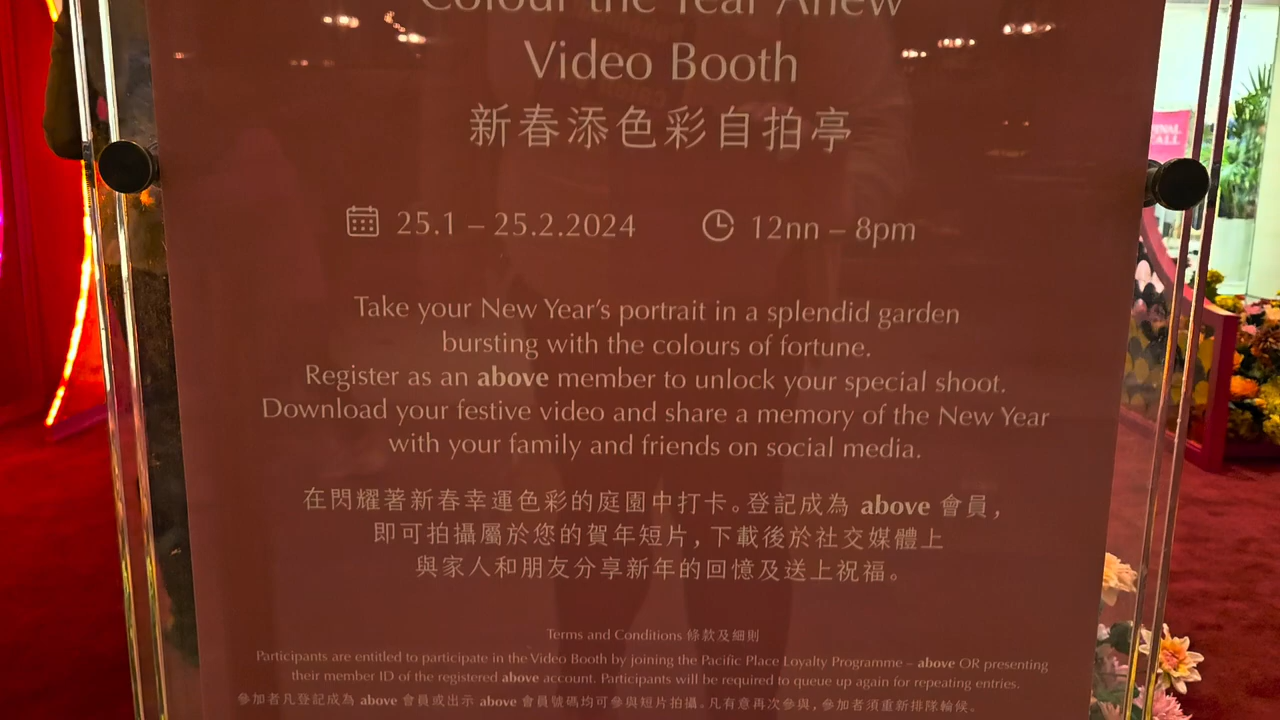 Colour the Year Anew
Video Booth
新春添色彩自拍亭
25.1 – 25.2.2024
12nn – 8pm
Take your New Year's portrait in a splendid garden
bursting with the colours of fortune.
Register as an above member to unlock your special shoot.
Download your festive video and share a memory of the New Year
with your family and friends on social media.
在閃耀著新春幸運色彩的庭園中打卡。登記成為 above 會員，
即可拍攝屬於您的賀年短片，下載後於社交媒體上
與家人和朋友分享新年的回憶及送上祝福。
Terms and Conditions 條款及細則
Participants are entitled to participate in the Video Booth by joining the Pacific Place Loyalty Programme – above OR presenting
their member ID of the registered above account. Participants will be required to queue up again for repeating entries.
參加者凡登記成為 above 會員或出示 above 會員號碼均可參與短片拍攝。凡有意再次參與，參加者須重新排隊輪候。
FINAL
CALL